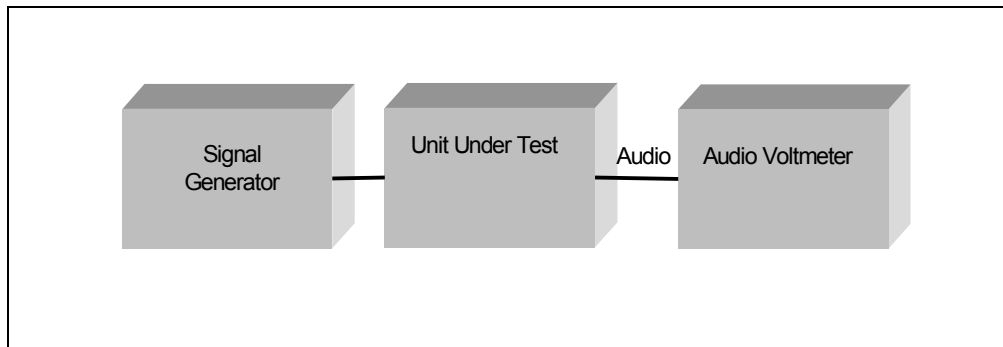 Signal
Generator
Unit Under Test
Audio
Audio Voltmeter